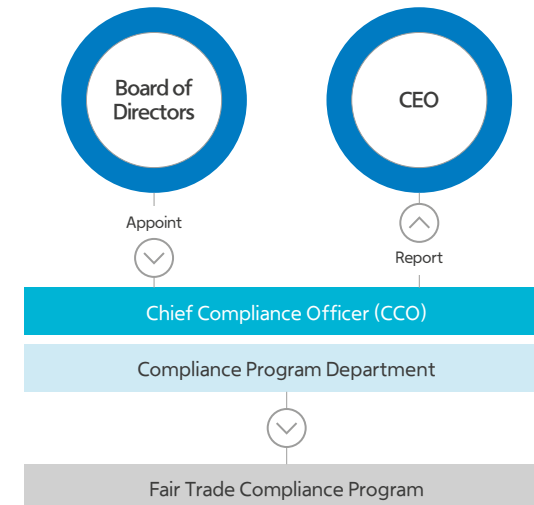 Board of
Directors
CEO
Appoint
Report
Chief Compliance Officer (CCO)
Compliance Program Department
Fair Trade Compliance Program